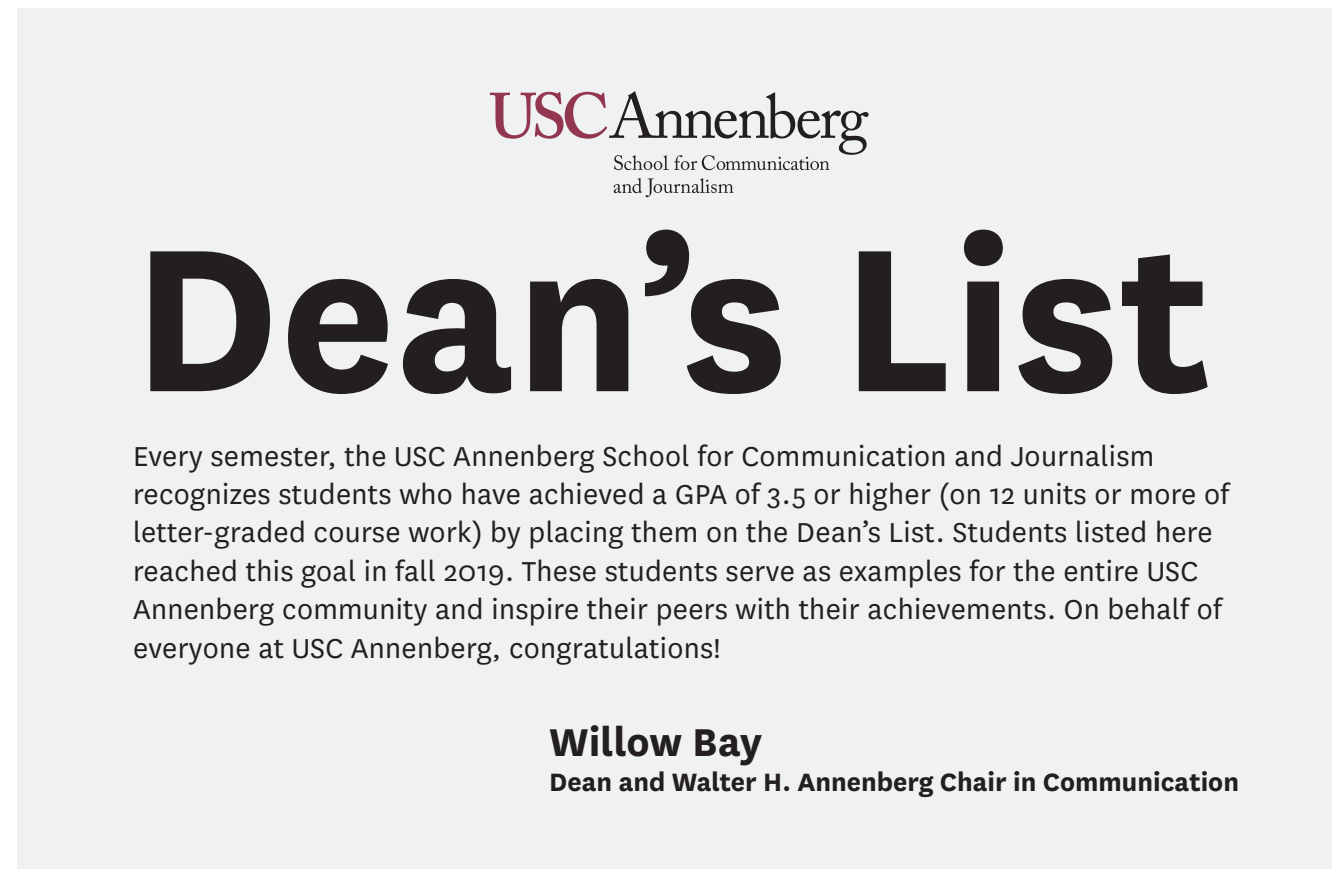 USC Annenberg
School for Communication
and Journalism
Dean’s List
Every semester, the USC Annenberg School for Communication and Journalism
recognizes students who have achieved a GPA of 3.5 or higher (on 12 units or more of
letter-graded course work) by placing them on the Dean’s List. Students listed here
reached this goal in fall 2019. These students serve as examples for the entire USC
Annenberg community and inspire their peers with their achievements. On behalf of
everyone at USC Annenberg, congratulations!
Willow Bay
Dean and Walter H. Annenberg Chair in Communication